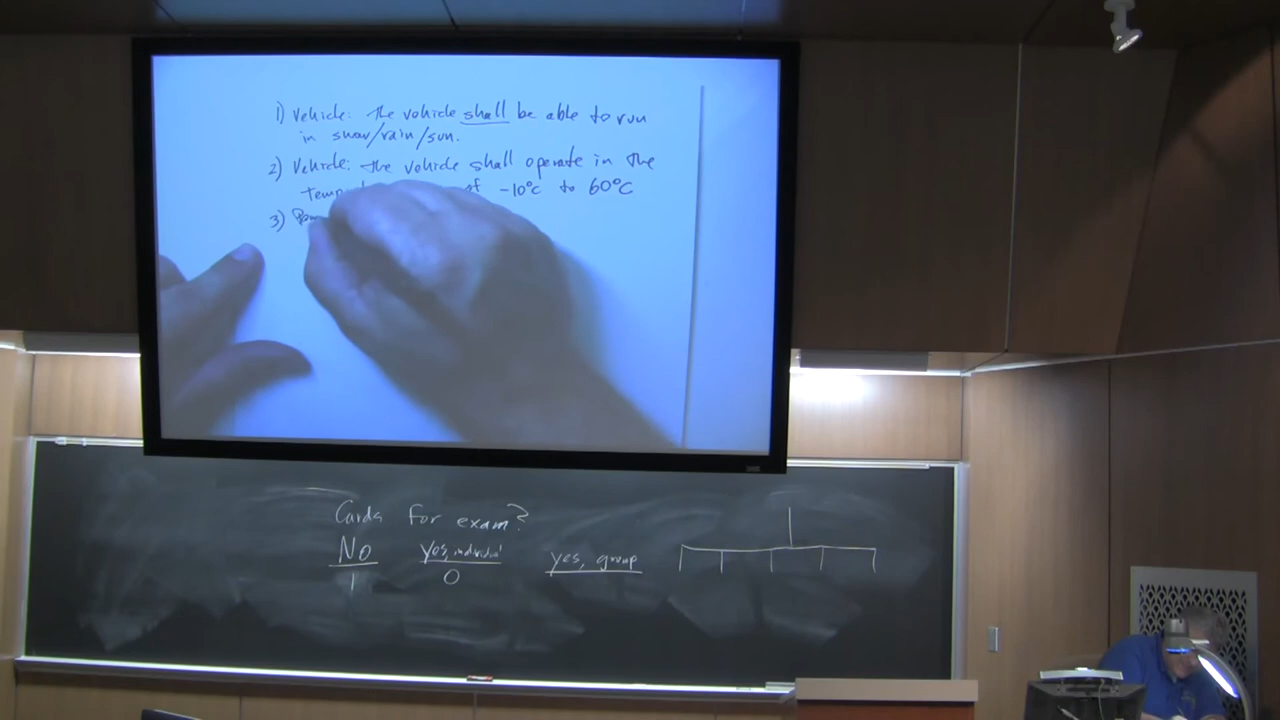 1) Vehicle: the vehicle shall be able to run
in snow/rain/sun.
2) Vehicle: the vehicle shall operate in the
of -10°C to 60°C
3)
Cards for exam?
No yes, individual yes, group
1 0